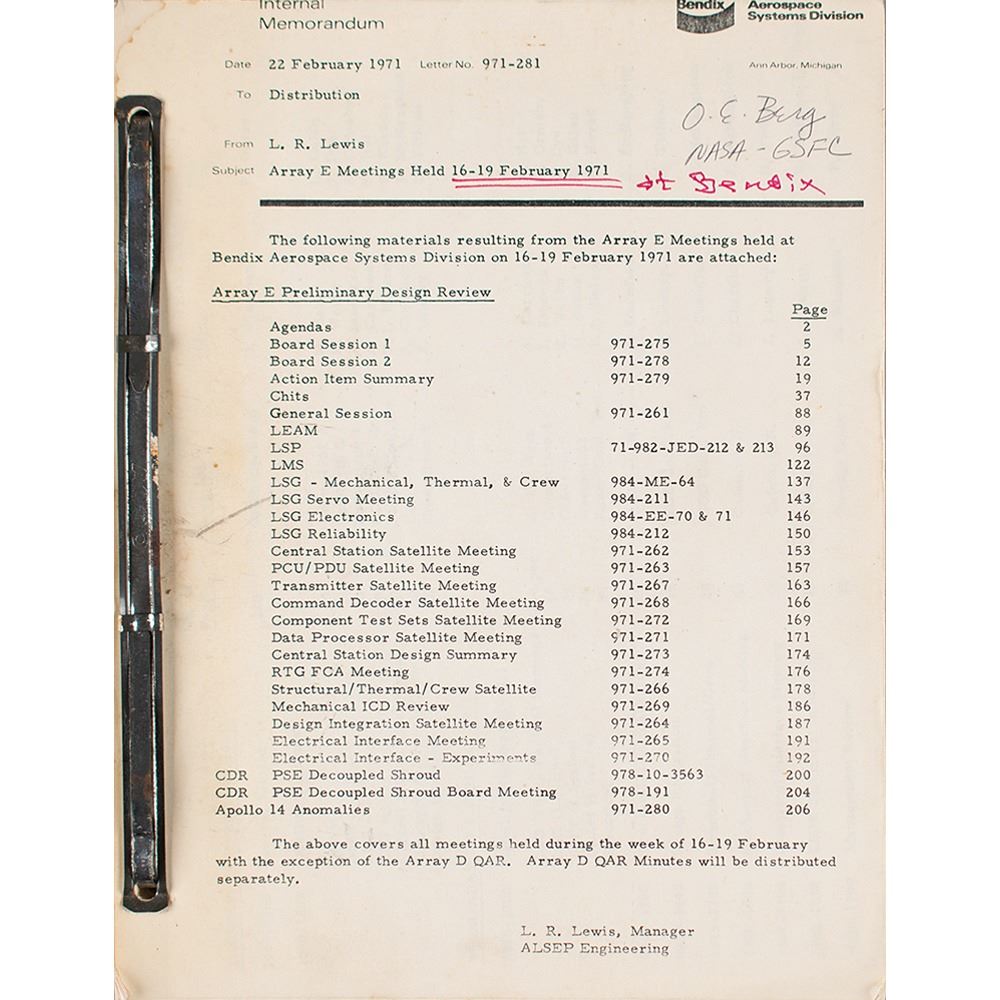 Internal
Memorandum
Bendix
Aerospace
Systems Division
Date 22 February 1971 Letter No. 971-281
Ann Arbor, Michigan
To Distribution
O. E. Berg
NASA - GSFC
From L. R. Lewis
Subject Array E Meetings Held 16-19 February 1971 at Bendix
The following materials resulting from the Array E Meetings held at
Bendix Aerospace Systems Division on 16-19 February 1971 are attached:
Array E Preliminary Design Review
Page
Agendas 2
Board Session 1 971-275 5
Board Session 2 971-278 12
Action Item Summary 971-279 19
Chits 37
General Session 971-261 88
LEAM 89
LSP 71-982-JED-212 & 213 96
LMS 122
LSG - Mechanical, Thermal, & Crew 984-ME-64 137
LSG Servo Meeting 984-211 143
LSG Electronics 984-EE-70 & 71 146
LSG Reliability 984-212 150
Central Station Satellite Meeting 971-262 153
PCU/PDU Satellite Meeting 971-263 157
Transmitter Satellite Meeting 971-267 163
Command Decoder Satellite Meeting 971-268 166
Component Test Sets Satellite Meeting 971-272 169
Data Processor Satellite Meeting 971-271 171
Central Station Design Summary 971-273 174
RTG FCA Meeting 971-274 176
Structural/Thermal/Crew Satellite 971-266 178
Mechanical ICD Review 971-269 186
Design Integration Satellite Meeting 971-264 187
Electrical Interface Meeting 971-265 191
Electrical Interface - Experiments 971-270 192
CDR PSE Decoupled Shroud 978-10-3563 200
CDR PSE Decoupled Shroud Board Meeting 978-191 204
Apollo 14 Anomalies 971-280 206
The above covers all meetings held during the week of 16-19 February
with the exception of the Array D QAR. Array D QAR Minutes will be distributed
separately.
L. R. Lewis, Manager
ALSEP Engineering